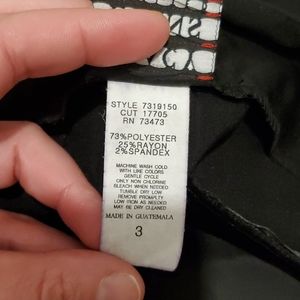 STYLE 7319150
CUT 17705
RN 73473
73%POLYESTER
25%RAYON
2%SPANDEX
MACHINE WASH COLD
WITH LIKE COLORS
GENTLE CYCLE
ONLY NON CHLORINE
BLEACH WHEN NEEDED
TUMBLE DRY LOW
REMOVE PROMPTLY
LOW IRON AS NEEDED
MAY BE DRY CLEANED
MADE IN GUATEMALA
3